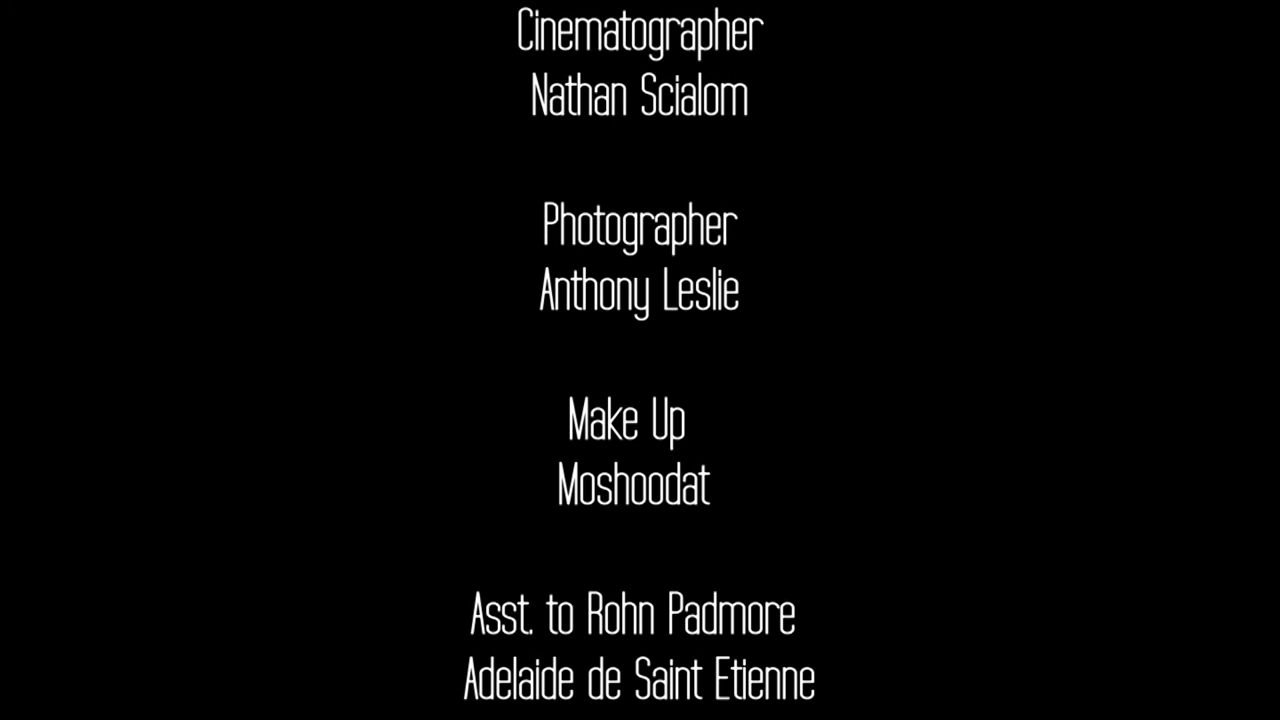 Cinematographer
Nathan Scialom
Photographer
Anthony Leslie
Make Up
Moshoodat
Asst. to Rohn Padmore
Adelaide de Saint Etienne